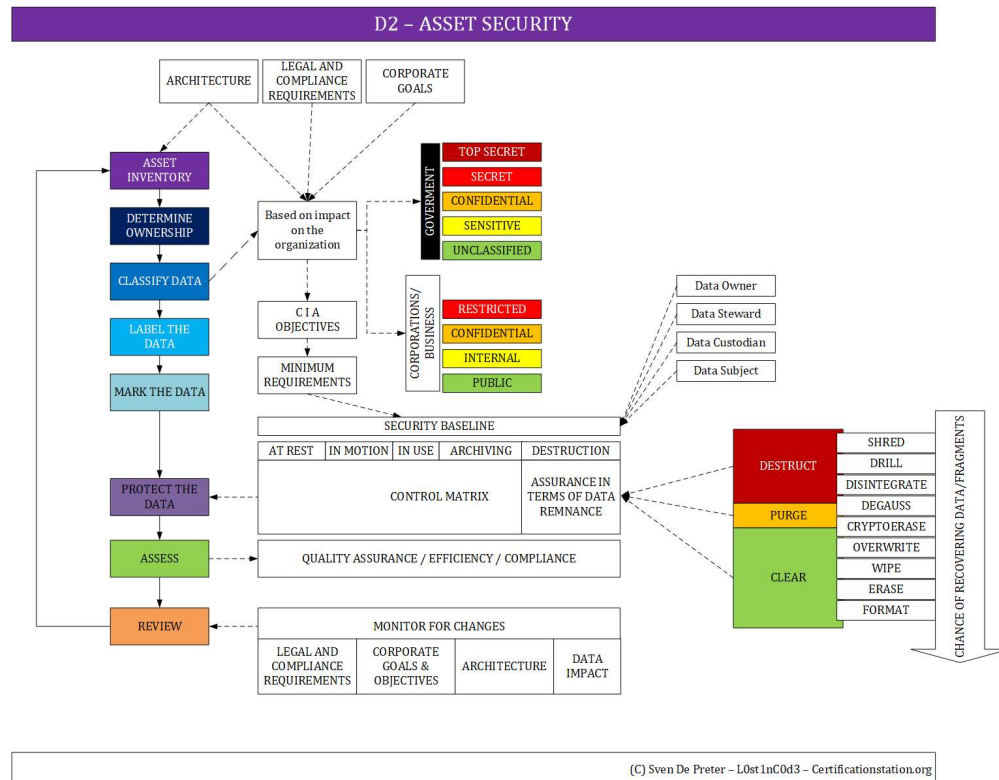 D2 – ASSET SECURITY
ARCHITECTURE
LEGAL AND
COMPLIANCE
REQUIREMENTS
CORPORATE
GOALS
ASSET
INVENTORY
DETERMINE
OWNERSHIP
CLASSIFY DATA
LABEL THE
DATA
MARK THE DATA
PROTECT THE
DATA
ASSESS
REVIEW
Based on impact
on the
organization
C I A
OBJECTIVES
MINIMUM
REQUIREMENTS
GOVERMENT
TOP SECRET
SECRET
CONFIDENTIAL
SENSITIVE
UNCLASSIFIED
CORPORATIONS/
BUSINESS
RESTRICTED
CONFIDENTIAL
INTERNAL
PUBLIC
Data Owner
Data Steward
Data Custodian
Data Subject
SECURITY BASELINE
AT REST
IN MOTION
IN USE
ARCHIVING
DESTRUCTION
CONTROL MATRIX
ASSURANCE IN
TERMS OF DATA
REMNANCE
QUALITY ASSURANCE / EFFICIENCY / COMPLIANCE
MONITOR FOR CHANGES
LEGAL AND
COMPLIANCE
REQUIREMENTS
CORPORATE
GOALS &
OBJECTIVES
ARCHITECTURE
DATA
IMPACT
DESTRUCT
PURGE
CLEAR
SHRED
DRILL
DISINTEGRATE
DEGAUSS
CRYPTOERASE
OVERWRITE
WIPE
ERASE
FORMAT
CHANCE OF RECOVERING DATA/FRAGMENTS
(C) Sven De Preter – L0st1nC0d3 – Certificationstation.org